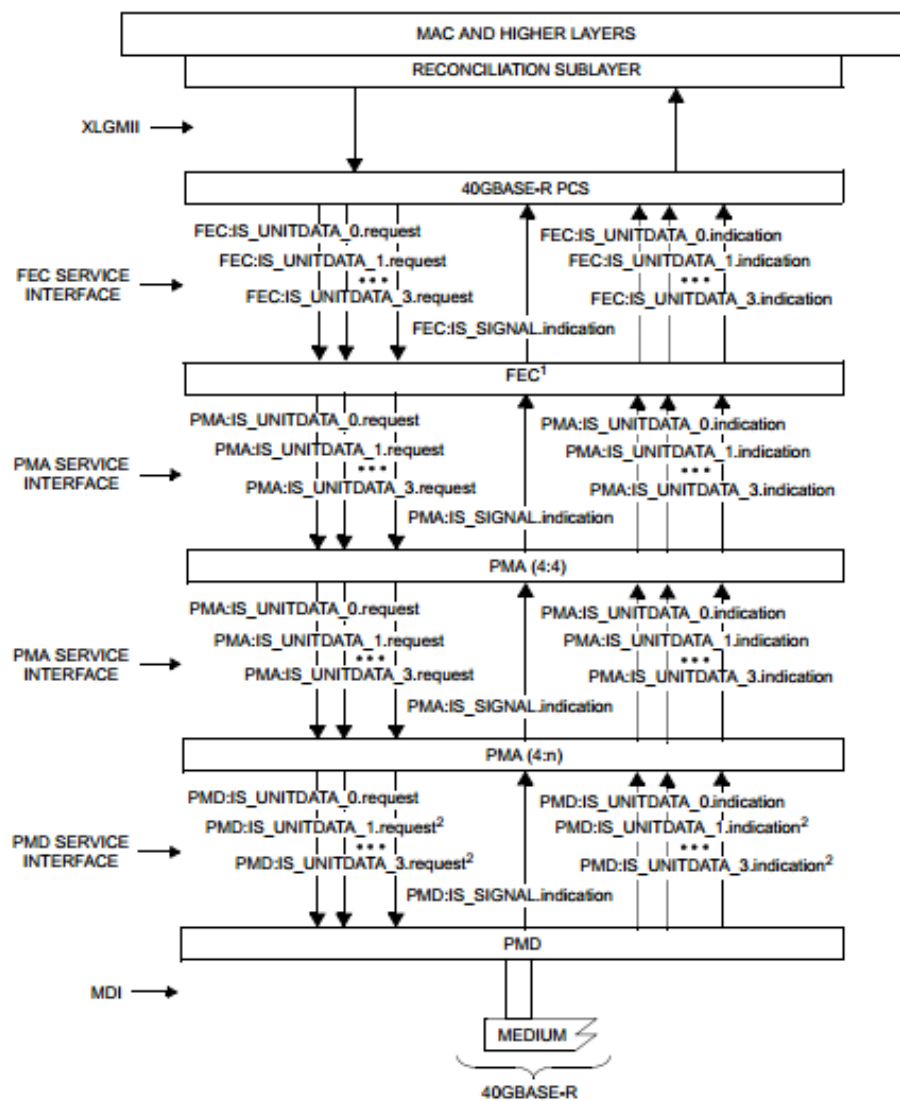 MAC AND HIGHER LAYERS
RECONCILIATION SUBLAYER
XLGMII
40GBASE-R PCS
FEC:IS_UNITDATA_0.request
FEC:IS_UNITDATA_0.indication
FEC:IS_UNITDATA_1.request
FEC:IS_UNITDATA_1.indication
FEC SERVICE
INTERFACE
•••
•••
FEC:IS_UNITDATA_3.request
FEC:IS_UNITDATA_3.indication
FEC:IS_SIGNAL.indication
FEC¹
PMA:IS_UNITDATA_0.request
PMA:IS_UNITDATA_0.indication
PMA:IS_UNITDATA_1.request
PMA:IS_UNITDATA_1.indication
PMA SERVICE
INTERFACE
•••
•••
PMA:IS_UNITDATA_3.request
PMA:IS_UNITDATA_3.indication
PMA:IS_SIGNAL.indication
PMA (4:4)
PMA:IS_UNITDATA_0.request
PMA:IS_UNITDATA_0.indication
PMA:IS_UNITDATA_1.request
PMA:IS_UNITDATA_1.indication
PMA SERVICE
INTERFACE
•••
•••
PMA:IS_UNITDATA_3.request
PMA:IS_UNITDATA_3.indication
PMA:IS_SIGNAL.indication
PMA (4:n)
PMD:IS_UNITDATA_0.request
PMD:IS_UNITDATA_0.indication
PMD:IS_UNITDATA_1.request²
PMD:IS_UNITDATA_1.indication²
PMD SERVICE
INTERFACE
•••
•••
PMD:IS_UNITDATA_3.request²
PMD:IS_UNITDATA_3.indication²
PMD:IS_SIGNAL.indication
PMD
MDI
MEDIUM
40GBASE-R